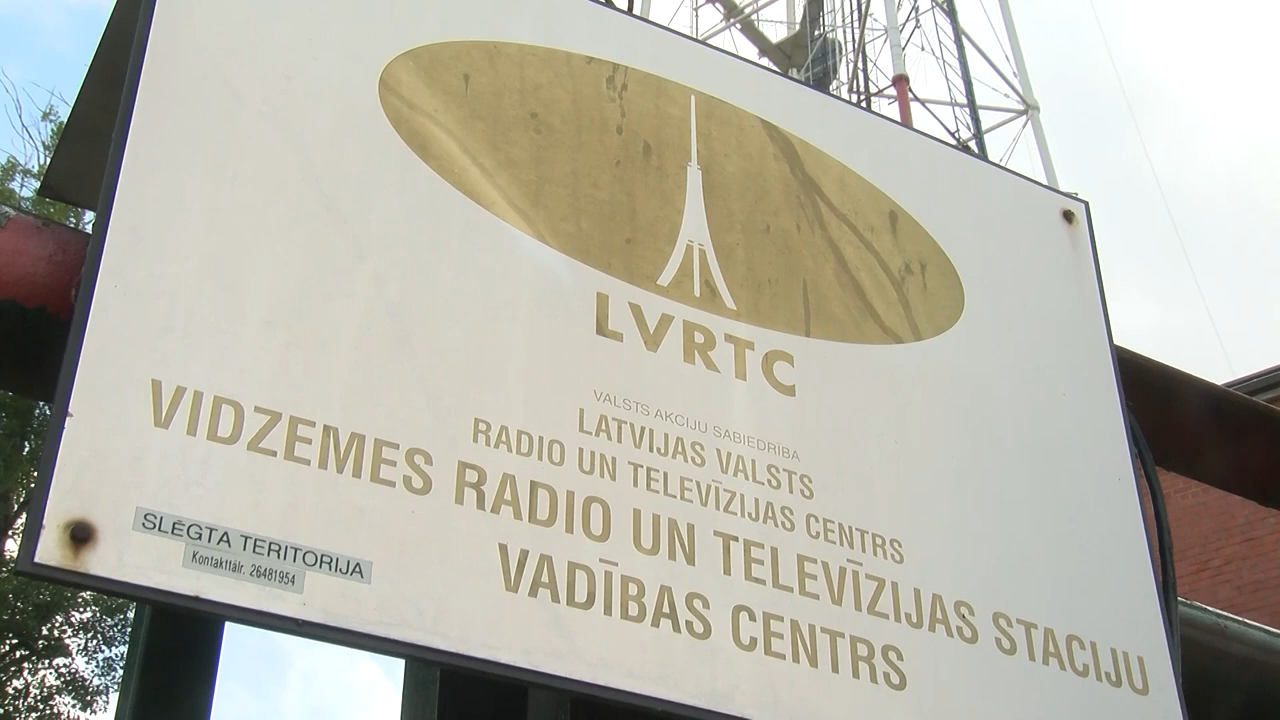 LVRTC
VALSTS AKCIJU SABIEDRĪBA
LATVIJAS VALSTS
RADIO UN TELEVĪZIJAS CENTRS
VIDZEMES RADIO UN TELEVĪZIJAS STACIJU
VADĪBAS CENTRS
SLĒGTA TERITORIJA
Kontakttālr. 26481954